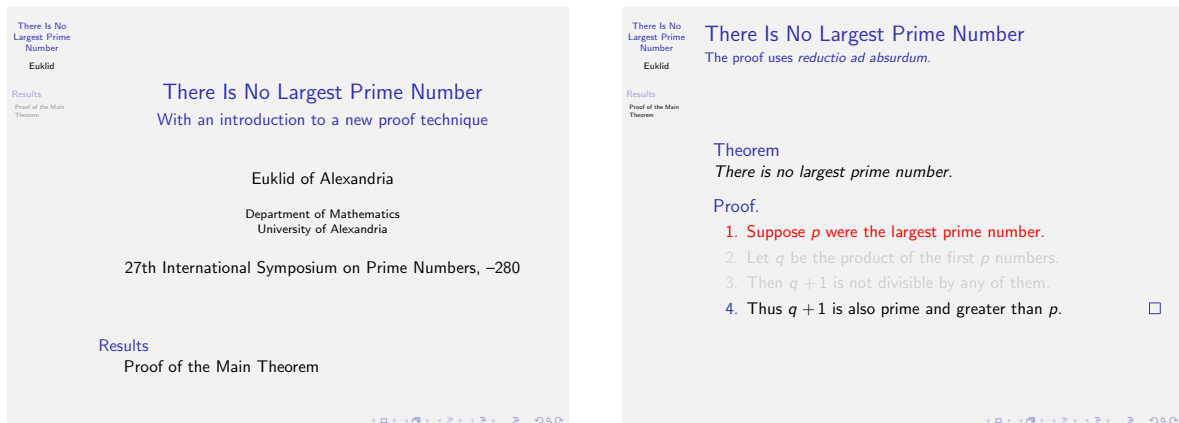 There Is No
Largest Prime
Number
Euklid
Results
Proof of the Main
Theorem
There Is No Largest Prime Number
With an introduction to a new proof technique
Euklid of Alexandria
Department of Mathematics
University of Alexandria
27th International Symposium on Prime Numbers, –280
Results
Proof of the Main Theorem
There Is No
Largest Prime
Number
Euklid
Results
Proof of the Main
Theorem
There Is No Largest Prime Number
The proof uses reductio ad absurdum.
Theorem
There is no largest prime number.
Proof.
1. Suppose p were the largest prime number.
2. Let q be the product of the first p numbers.
3. Then q + 1 is not divisible by any of them.
4. Thus q + 1 is also prime and greater than p. □